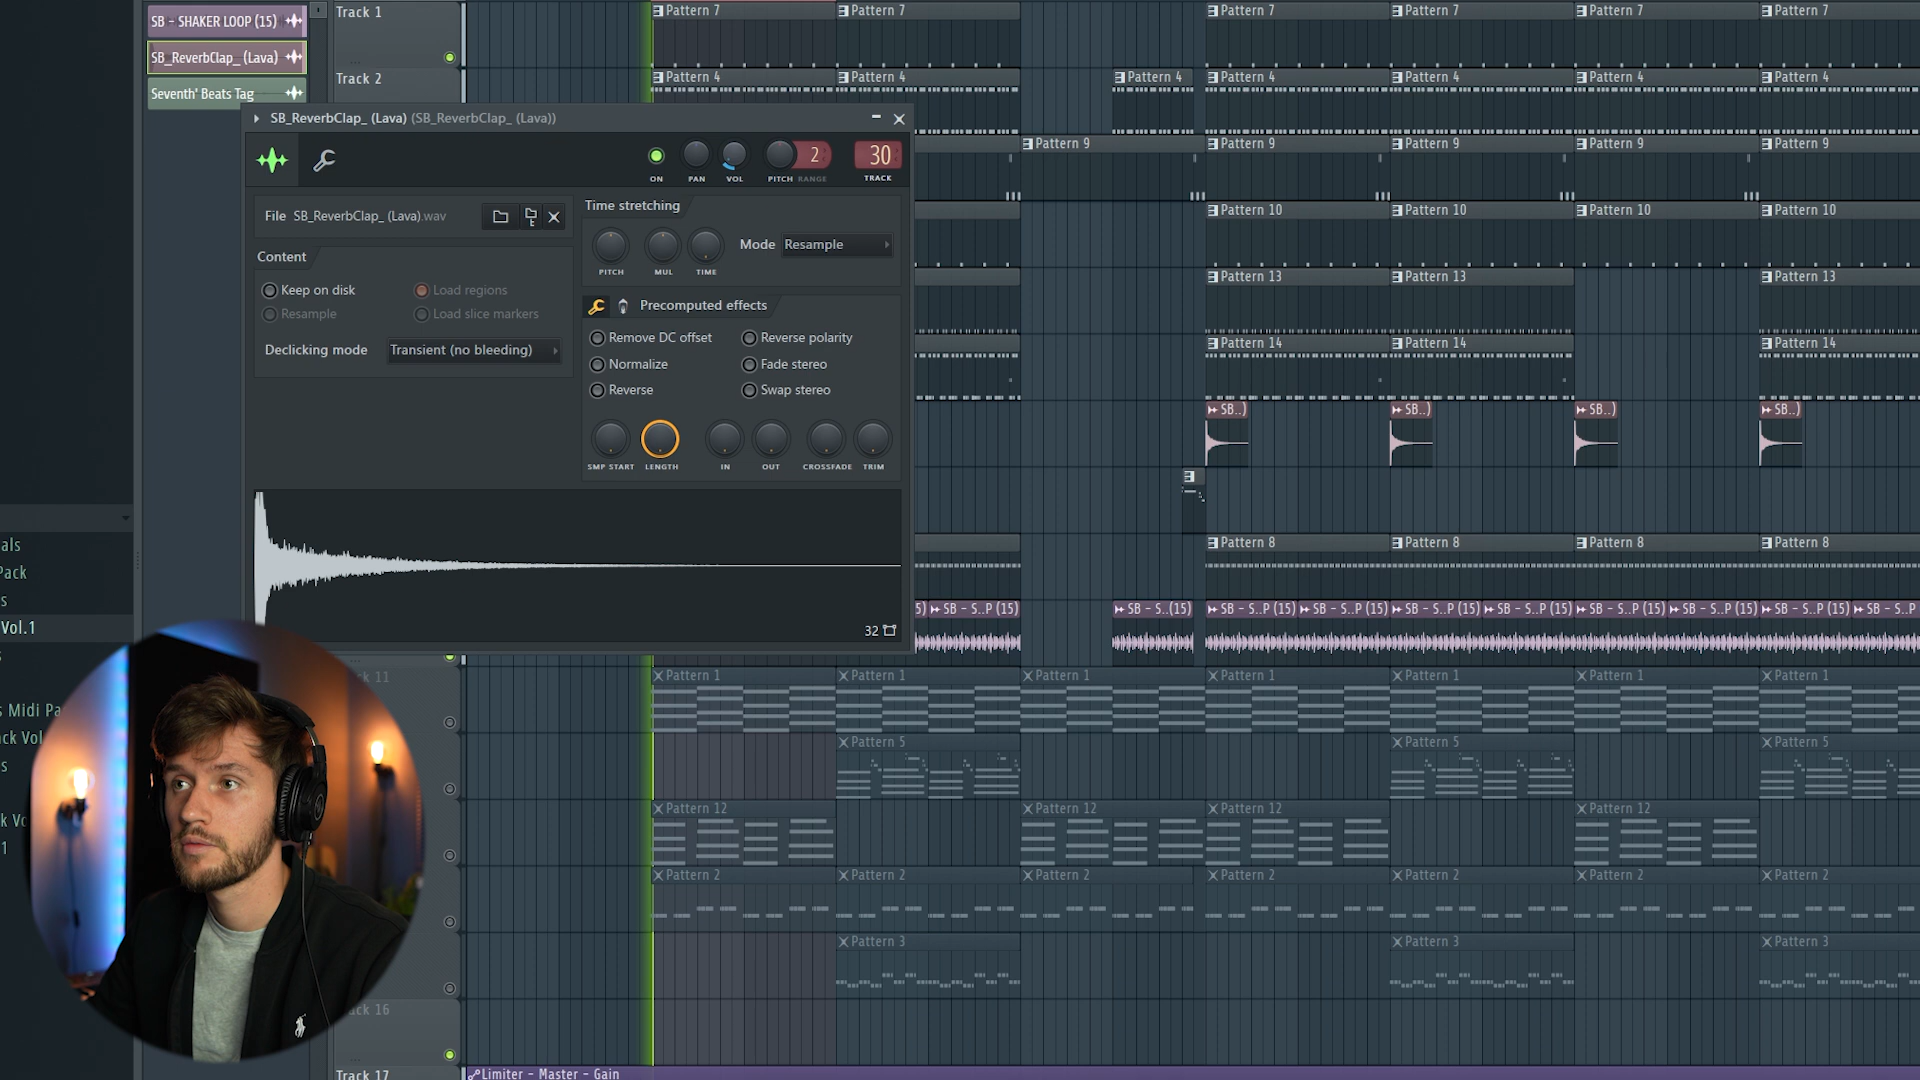 SB - SHAKER LOOP (15)
SB_ReverbClap_ (Lava)
Seventh' Beats Tag
Track 1
Track 2
Pattern 7
Pattern 7
Pattern 7
Pattern 7
Pattern 7
Pattern 7
Pattern 4
Pattern 4
Pattern 4
Pattern 4
Pattern 4
Pattern 4
Pattern 4
SB_ReverbClap_ (Lava) (SB_ReverbClap_ (Lava))
ON
PAN
VOL
PITCH
RANGE
2
30
TRACK
File SB_ReverbClap_ (Lava).wav
Content
Keep on disk
Load regions
Resample
Load slice markers
Declicking mode
Transient (no bleeding)
Time stretching
PITCH
MUL
TIME
Mode
Resample
Precomputed effects
Remove DC offset
Reverse polarity
Normalize
Fade stereo
Reverse
Swap stereo
SMP START
LENGTH
IN
OUT
CROSSFADE
TRIM
32
Pattern 9
Pattern 9
Pattern 9
Pattern 9
Pattern 9
Pattern 10
Pattern 10
Pattern 10
Pattern 10
Pattern 13
Pattern 13
Pattern 13
Pattern 14
Pattern 14
Pattern 14
SB..)
SB..)
SB..)
SB..)
Pattern 8
Pattern 8
Pattern 8
Pattern 8
5)
SB - S..P (15)
SB - S..(15)
SB - S..P (15)
SB - S..P (15)
SB - S..P (15)
SB - S..P (15)
SB - S..P (15)
SB - S..P (15)
SB - S..P (15)
SB - S..P
als
Pack
s
Vol.1
s
s Midi Pa
ck Vol
s
k Vo
1
ck 11
Pattern 1
Pattern 1
Pattern 1
Pattern 1
Pattern 1
Pattern 1
Pattern 1
Pattern 5
Pattern 5
Pattern 5
Pattern 12
Pattern 12
Pattern 12
Pattern 12
Pattern 2
Pattern 2
Pattern 2
Pattern 2
Pattern 2
Pattern 2
Pattern 2
Pattern 3
Pattern 3
Pattern 3
ack 16
Track 17
Limiter - Master - Gain